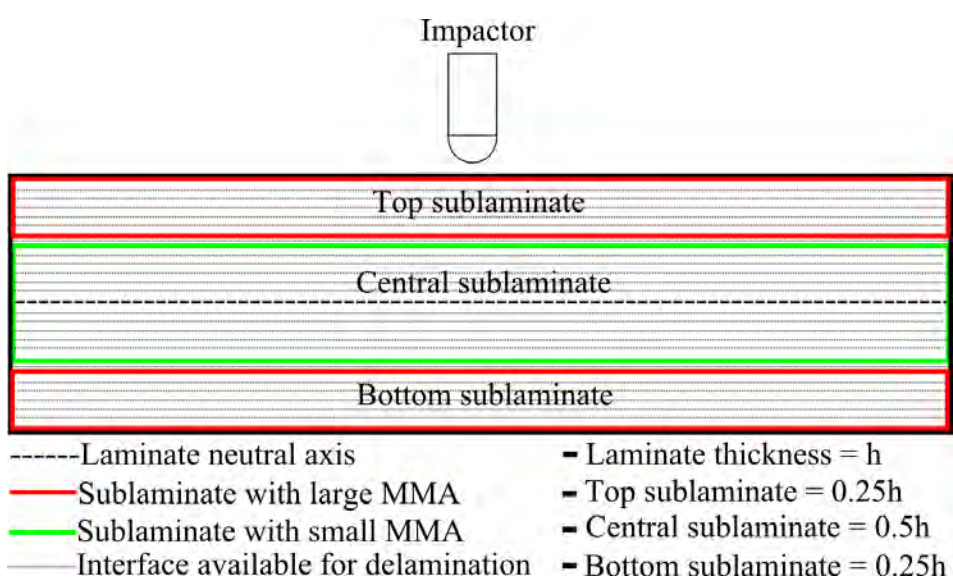 Impactor
Top sublaminate
Central sublaminate
Bottom sublaminate
------Laminate neutral axis
Sublaminate with large MMA
Sublaminate with small MMA
Interface available for delamination
- Laminate thickness = h
- Top sublaminate = 0.25h
- Central sublaminate = 0.5h
- Bottom sublaminate = 0.25h